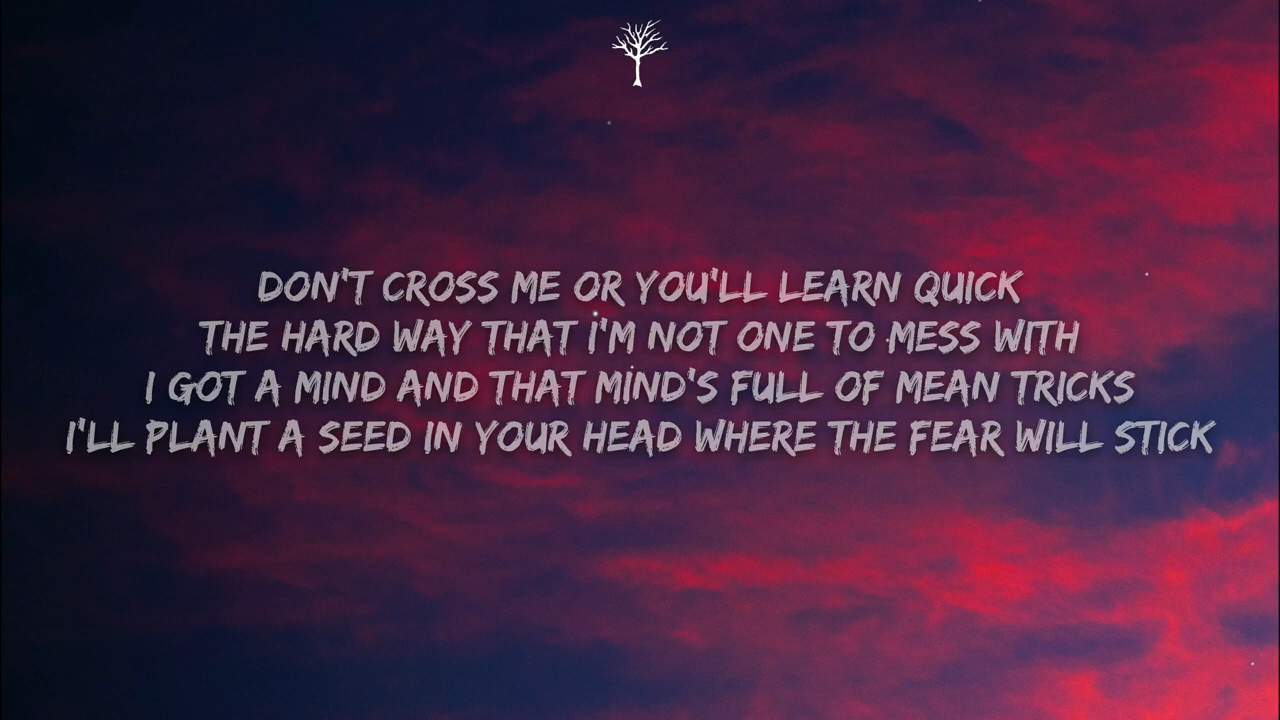 DON'T CROSS ME OR YOU'LL LEARN QUICK
THE HARD WAY THAT I'M NOT ONE TO MESS WITH
I GOT A MIND AND THAT MIND'S FULL OF MEAN TRICKS
I'LL PLANT A SEED IN YOUR HEAD WHERE THE FEAR WILL STICK